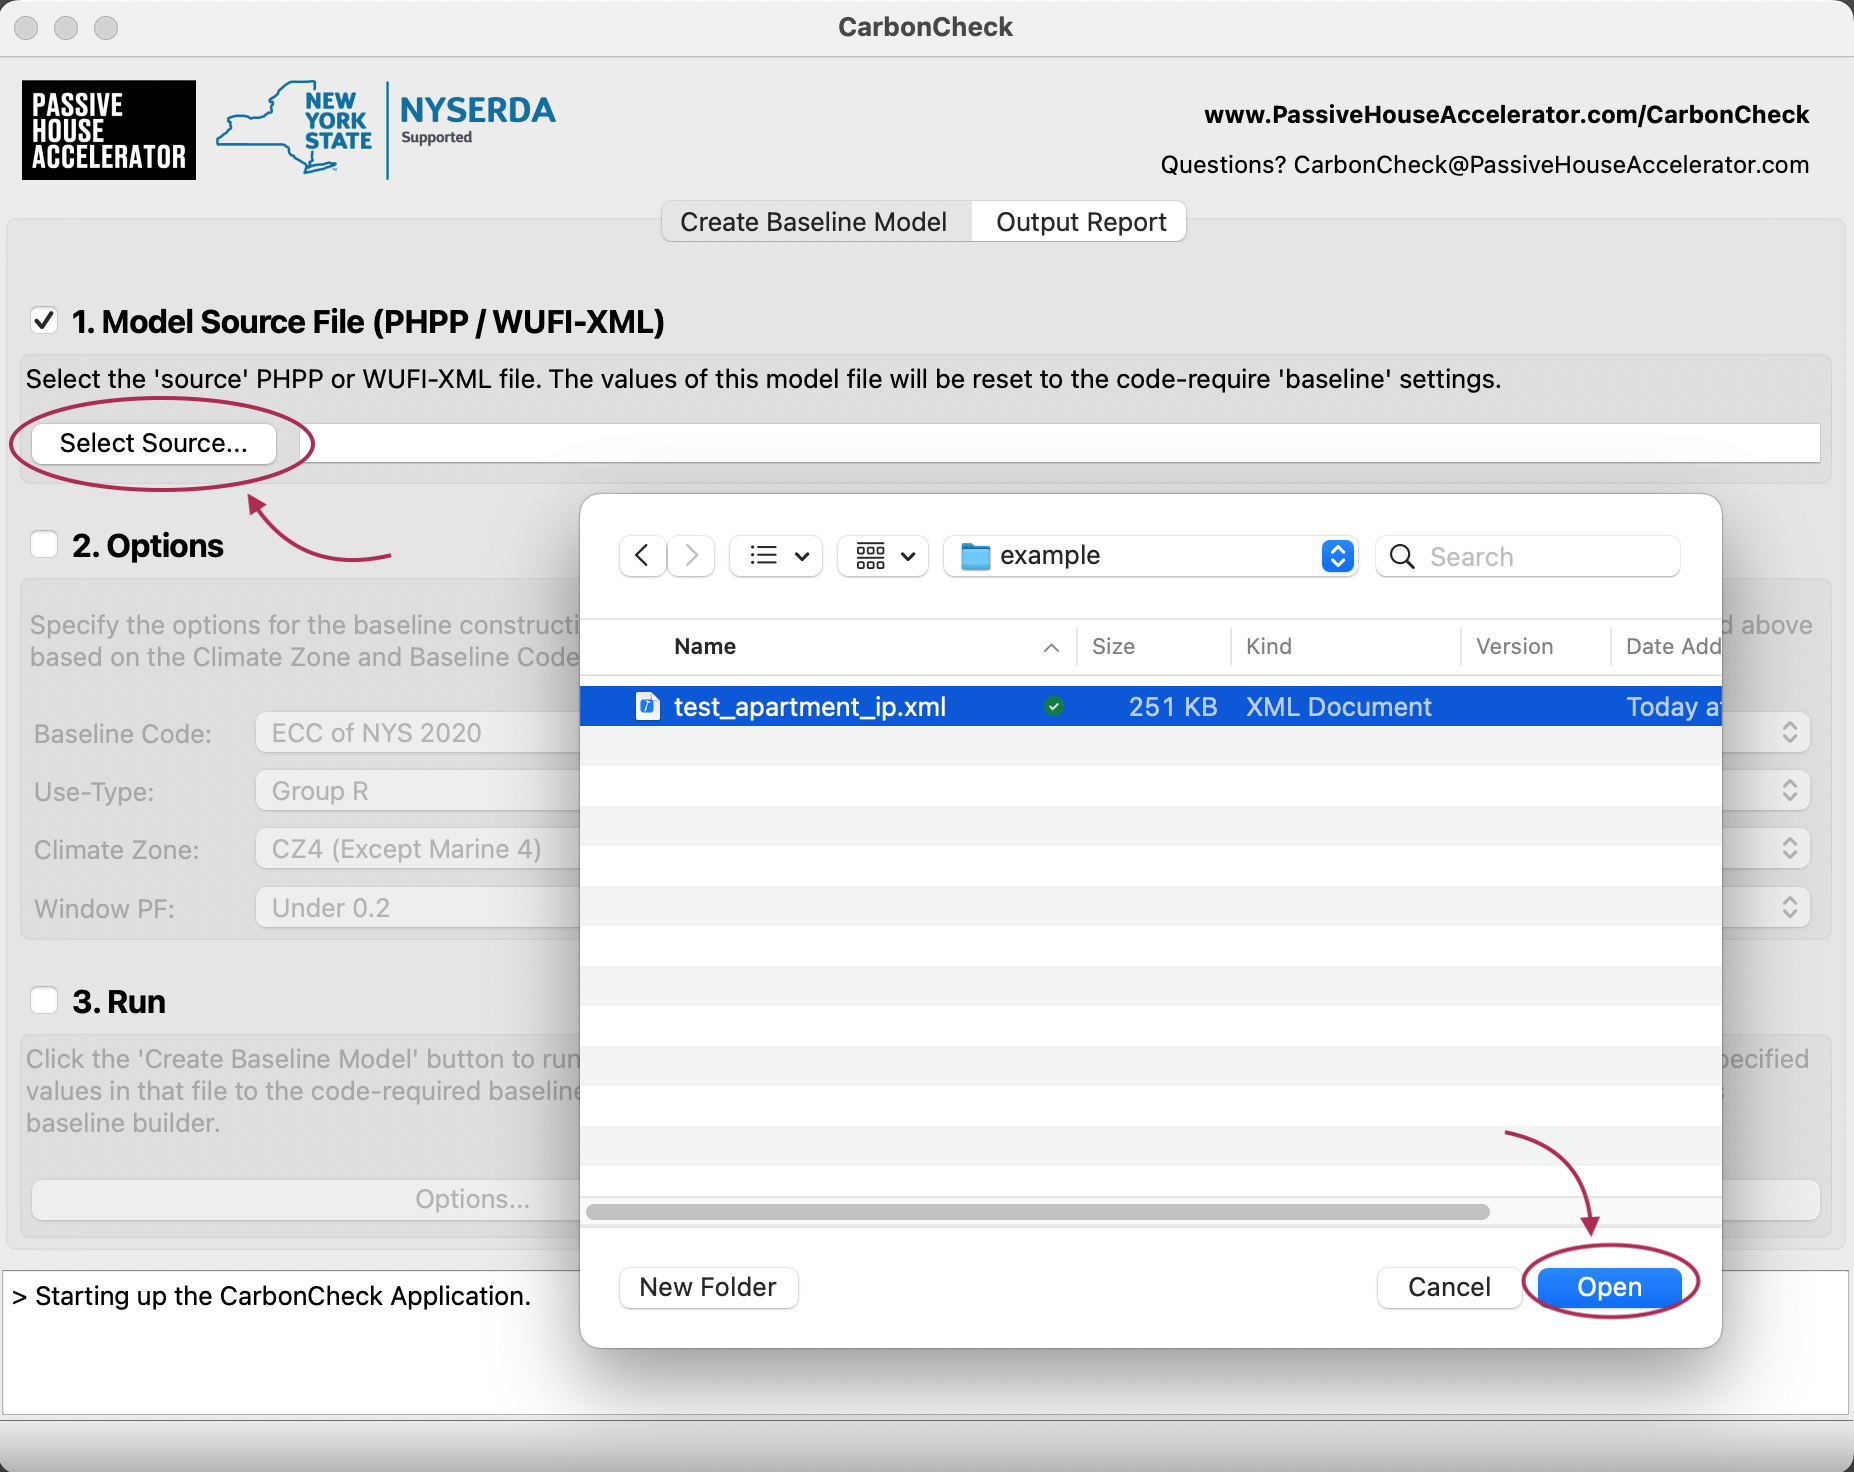 CarbonCheck
PASSIVE
HOUSE
ACCELERATOR
NEW
YORK
STATE
NYSERDA
Supported
www.PassiveHouseAccelerator.com/CarbonCheck
Questions? CarbonCheck@PassiveHouseAccelerator.com
Create Baseline Model
Output Report
1. Model Source File (PHPP / WUFI-XML)
Select the 'source' PHPP or WUFI-XML file. The values of this model file will be reset to the code-require 'baseline' settings.
Select Source...
2. Options
Specify the options for the baseline constructi
d above
based on the Climate Zone and Baseline Code
Baseline Code:
ECC of NYS 2020
Use-Type:
Group R
Climate Zone:
CZ4 (Except Marine 4)
Window PF:
Under 0.2
3. Run
Click the 'Create Baseline Model' button to run
pecified
values in that file to the code-required baseline
baseline builder.
Options...
> Starting up the CarbonCheck Application.
example
Search
Name
Size
Kind
Version
Date Add
test_apartment_ip.xml
251 KB
XML Document
Today at
New Folder
Cancel
Open